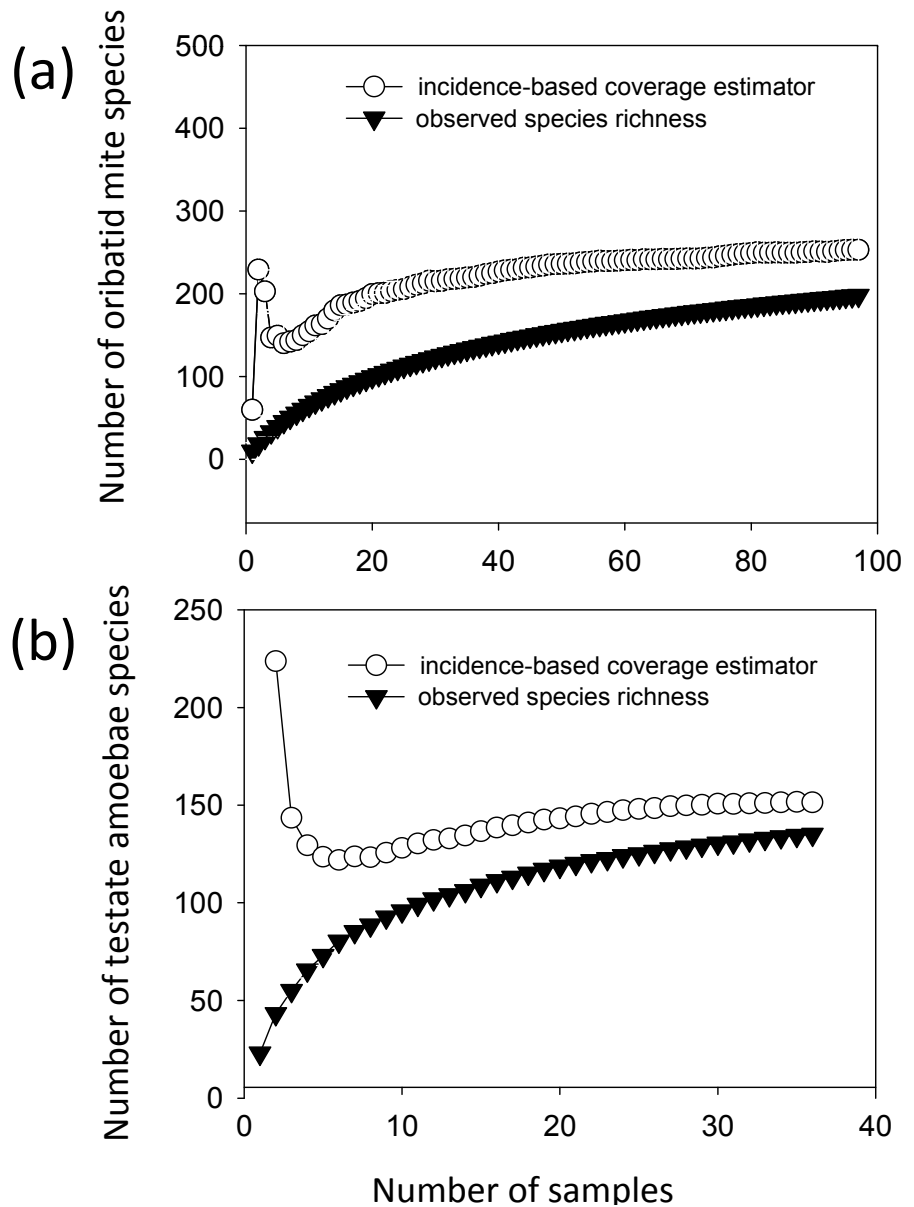 (a)
Number of oribatid mite species
500
400
300
200
100
0
incidence-based coverage estimator
observed species richness
0 20 40 60 80 100
(b)
Number of testate amoebae species
250
200
150
100
50
0
incidence-based coverage estimator
observed species richness
0 10 20 30 40
Number of samples